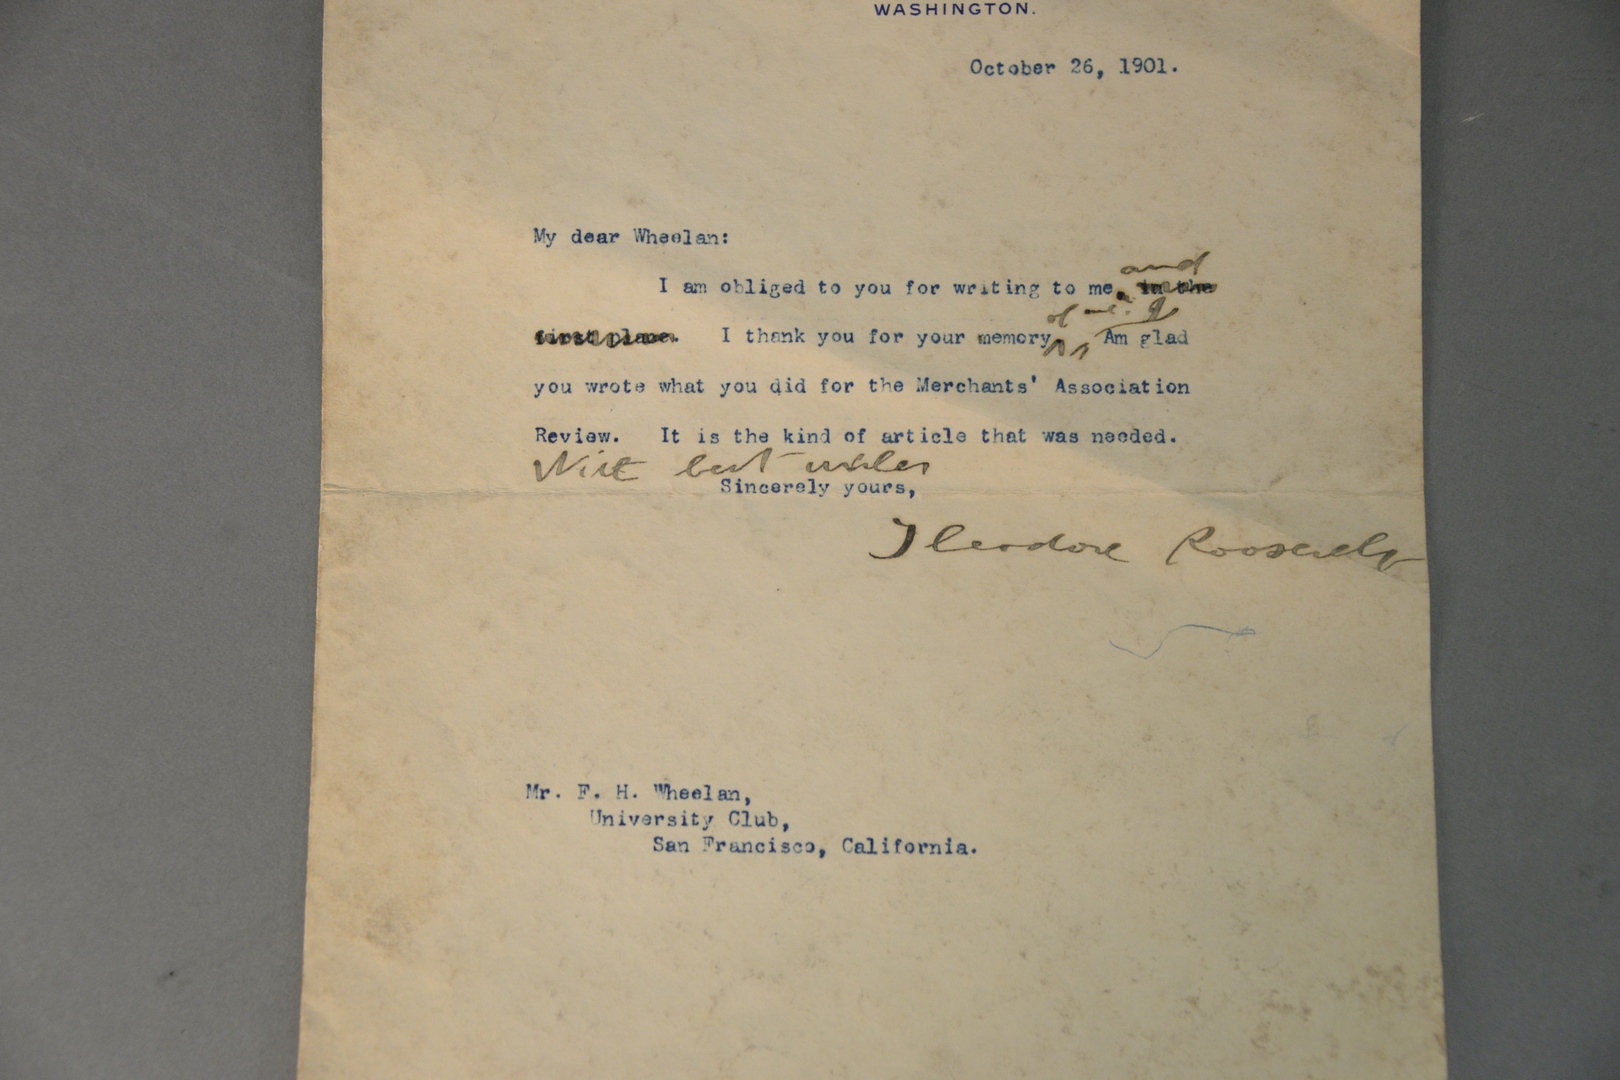 WASHINGTON.
October 26, 1901.
My dear Wheelan:
and
I am obliged to you for writing to me, in the
of me. I
first place. I thank you for your memory Am glad
you wrote what you did for the Merchants' Association
Review. It is the kind of article that was needed.
With best wishes
Sincerely yours,
Theodore Roosevelt
Mr. F. H. Wheelan,
University Club,
San Francisco, California.